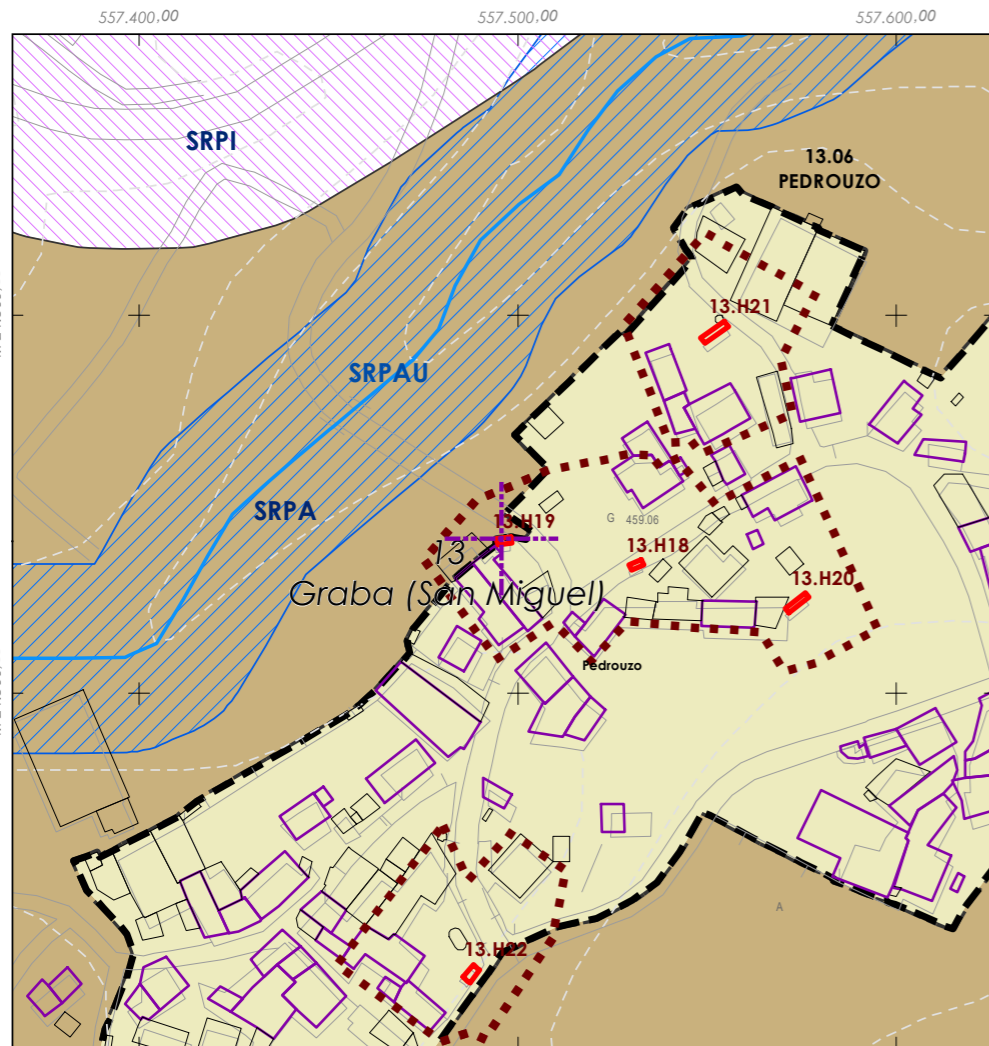 557.400,00
557.500,00
557.600,00
SRPI
13.06
PEDROUZO
13.H21
SRPAU
SRPA
13.H19
G 459.06
13.H18
13
13.H20
Graba (San Miguel)
Pedrouzo
A
13.H22